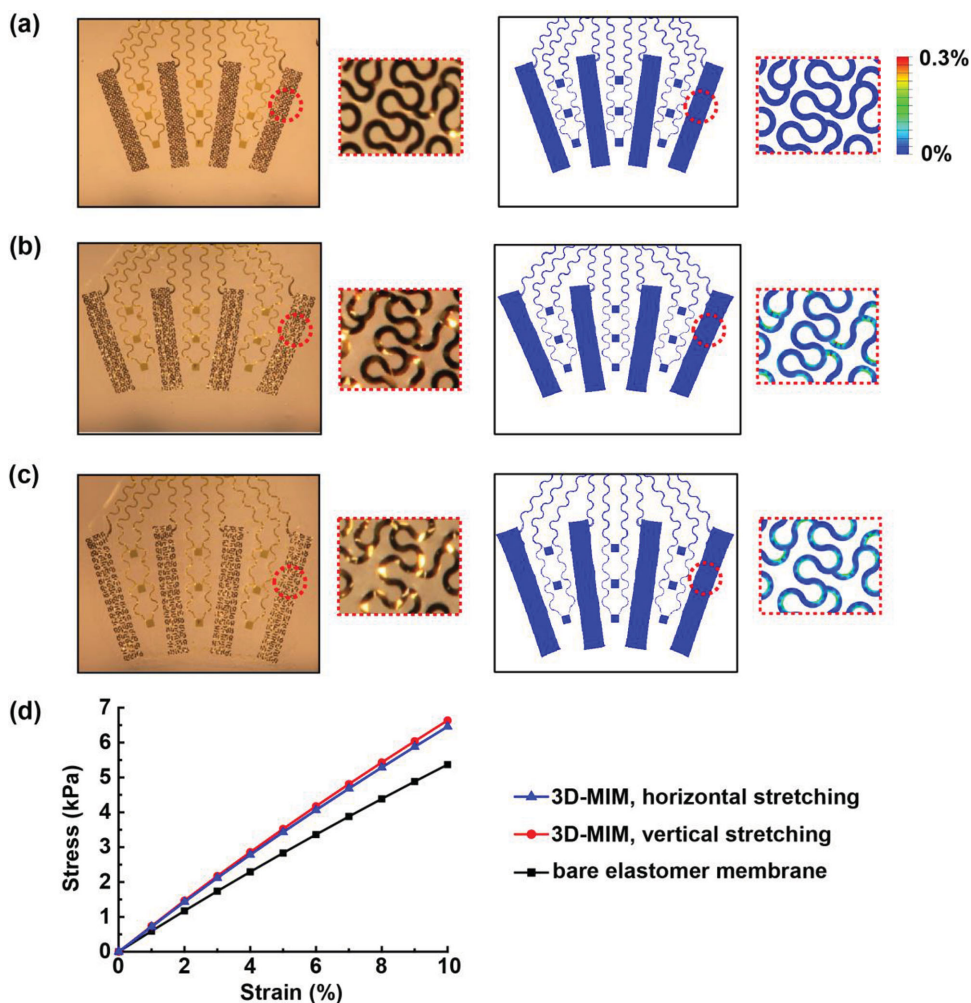 (a)
0.3%
0%
(b)
(c)
(d)
7
6
5
4
3
2
1
0
Stress (kPa)
0 2 4 6 8 10
Strain (%)
3D-MIM, horizontal stretching
3D-MIM, vertical stretching
bare elastomer membrane